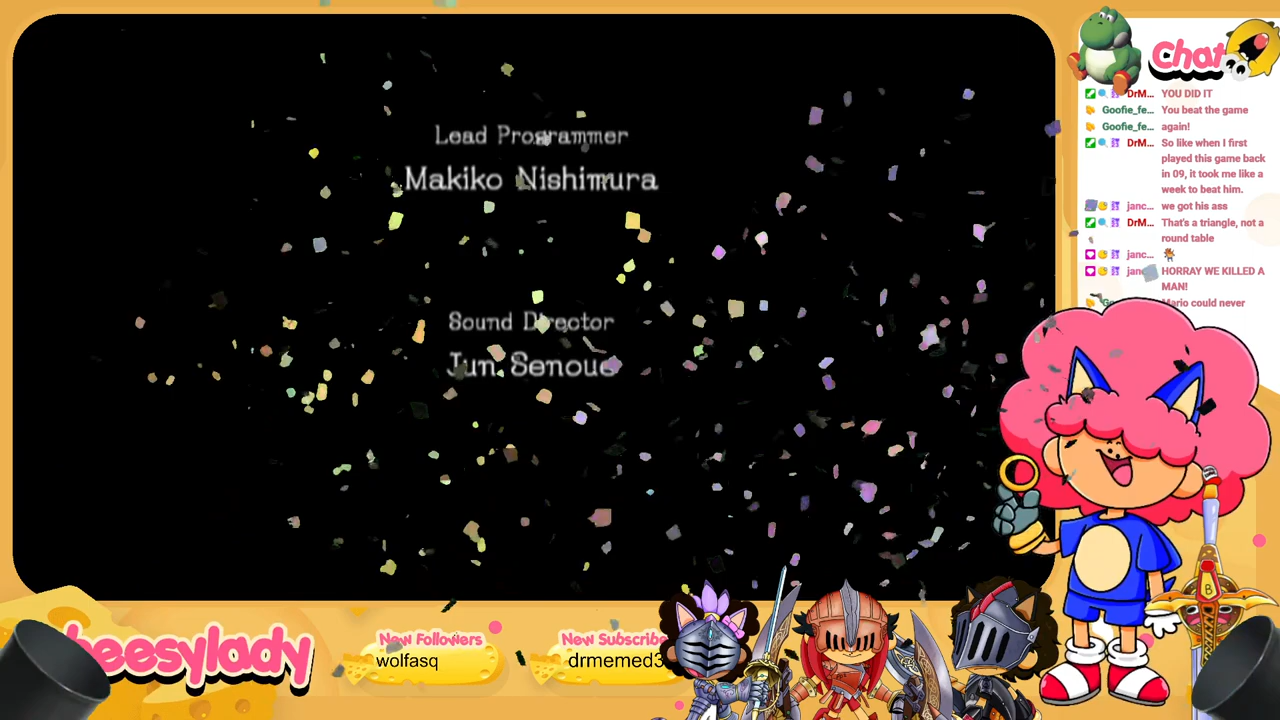 Lead Programmer
Makiko Nishimura
Sound Director
Jun Senoue
Chat
DrM... YOU DID IT
Goofie_fe... You beat the game
Goofie_fe... again!
DrM... So like when I first
played this game back
in 09, it took me like a
week to beat him.
janc... we got his ass
DrM... That's a triangle, not a
round table
janc...
HORRAY WE KILLED A
MAN!
Mario could never
eesylady
New Followers
wolfasq
New Subscribe
drmemed3
B